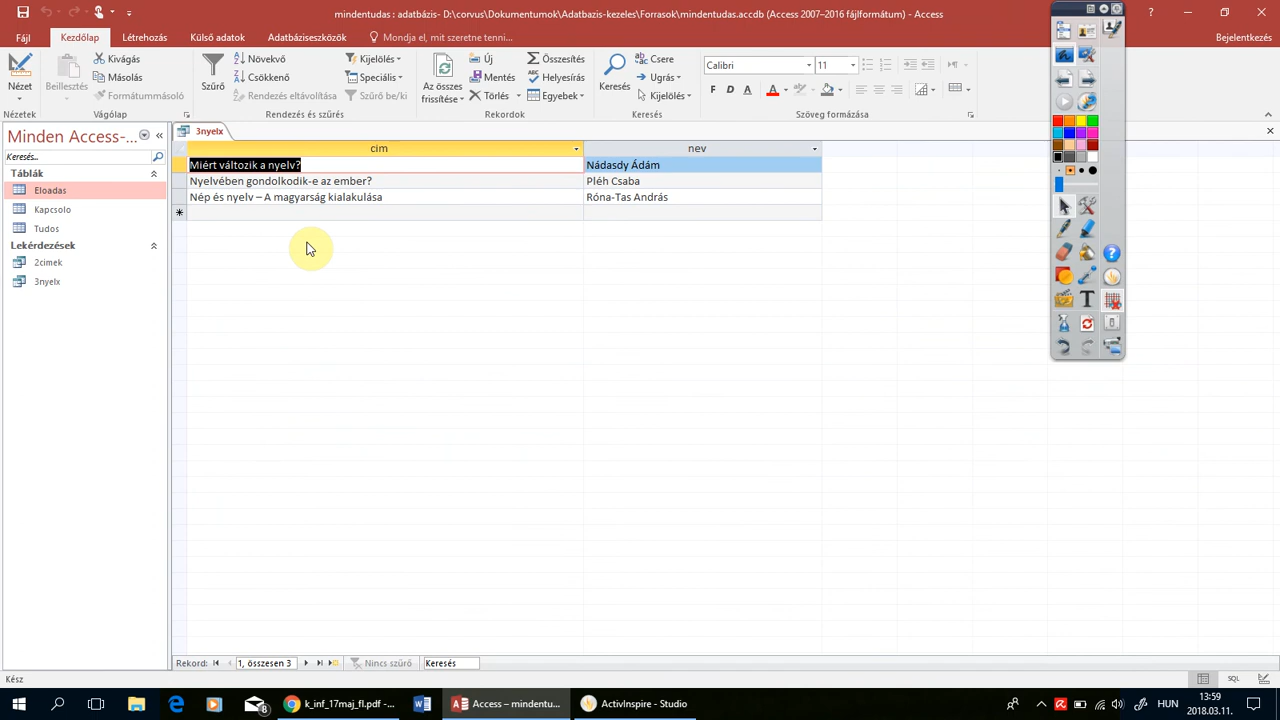 mindentudas : adatbázis- D:\corvus\Dokumentumok\Adatbazis-kezeles\Forrasok\mindentudas.accdb (Access 2007–2016 fájlformátum) - Access
Fájl Kezdőlap Létrehozás Külső adatok Adatbáziseszközök Mondja el, mit szeretne tenni... Bejelentkezés
Nézet
Nézetek
Beillesztés
Kivágás
Másolás
Formátummásoló
Vágólap
Szűrő
Növekvő
Csökkenő
Rendezés eltávolítása
Kijelölés
Speciális
Szűrő be/ki
Rendezés és szűrés
Az összes
frissítése
Új
Mentés
Törlés
Összesítés
Helyesírás
Egyebek
Rekordok
Keresés
Csere
Ugrás
Kijelölés
Keresés
Calibri 11
F D A
Szöveg formázása
Minden Access-...
Keresés...
Táblák
Eloadas
Kapcsolo
Tudos
Lekérdezések
2cimek
3nyelx
3nyelx
cim nev
Miért változik a nyelv? Nádasdy Ádám
Nyelvében gondolkodik-e az ember? Pléh Csaba
Nép és nyelv – A magyarság kialakulása Róna-Tas András
Rekord: 1, összesen 3 Nincs szűrő Keresés
Kész SQL
k_inf_17maj_fl.pdf -... Access – mindentu... ActivInspire - Studio HUN 13:59
2018.03.11.